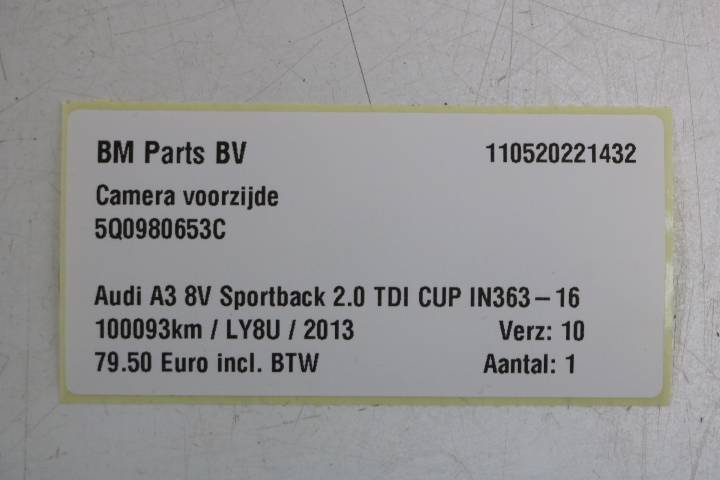 BM Parts BV 110520221432
Camera voorzijde
5Q0980653C
Audi A3 8V Sportback 2.0 TDI CUP IN363-16
100093km / LY8U / 2013 Verz: 10
79.50 Euro incl. BTW Aantal: 1